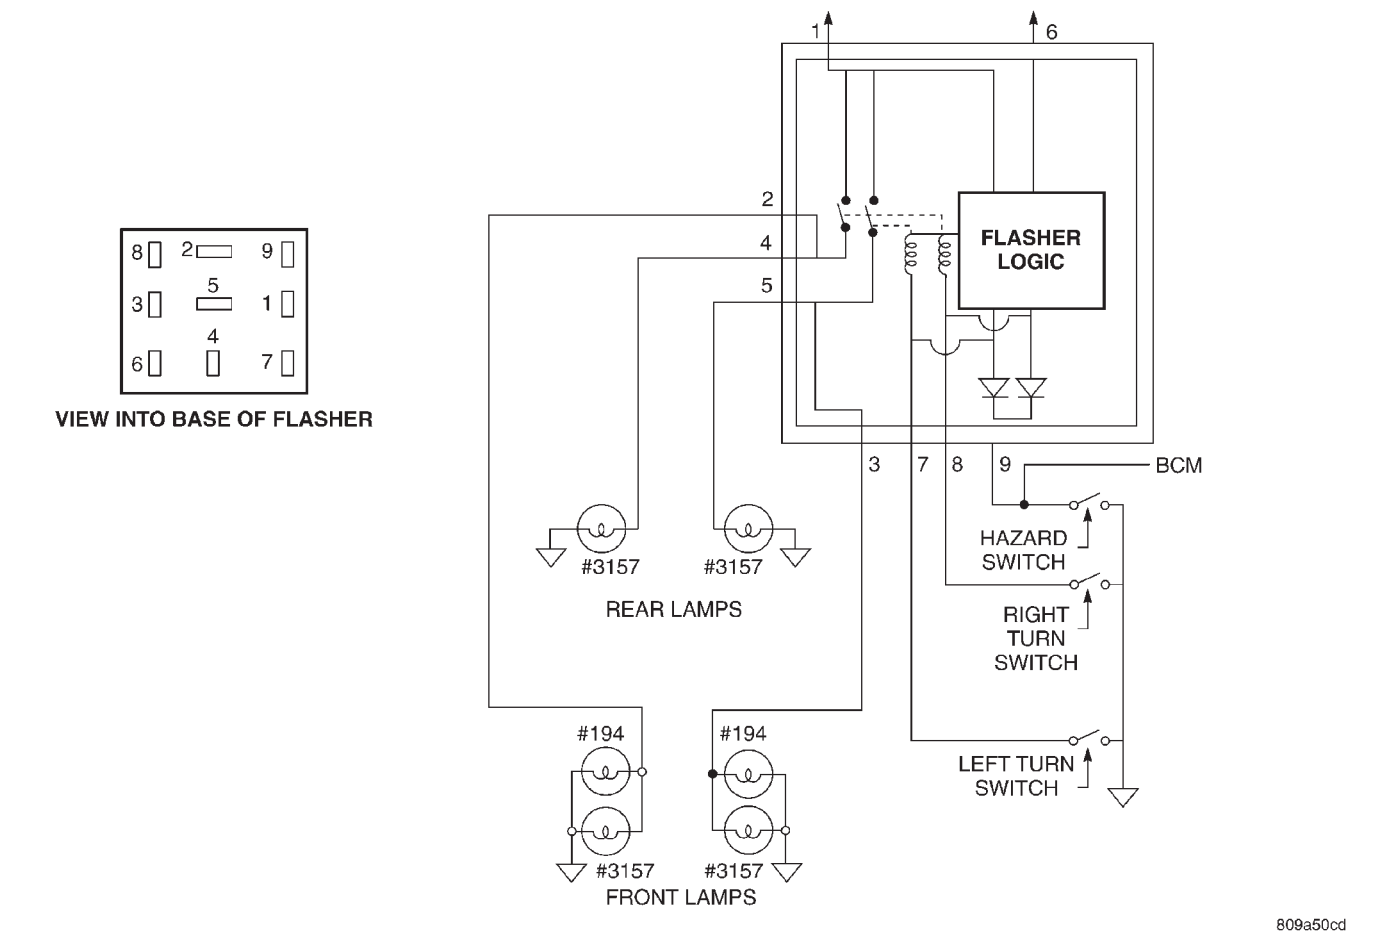 1
6
2
4
5
FLASHER
LOGIC
8
2
9
5
3
1
4
6
7
VIEW INTO BASE OF FLASHER
3
7
8
9
BCM
HAZARD
SWITCH
#3157
#3157
REAR LAMPS
RIGHT
TURN
SWITCH
#194
#194
LEFT TURN
SWITCH
#3157
#3157
FRONT LAMPS
809a50cd